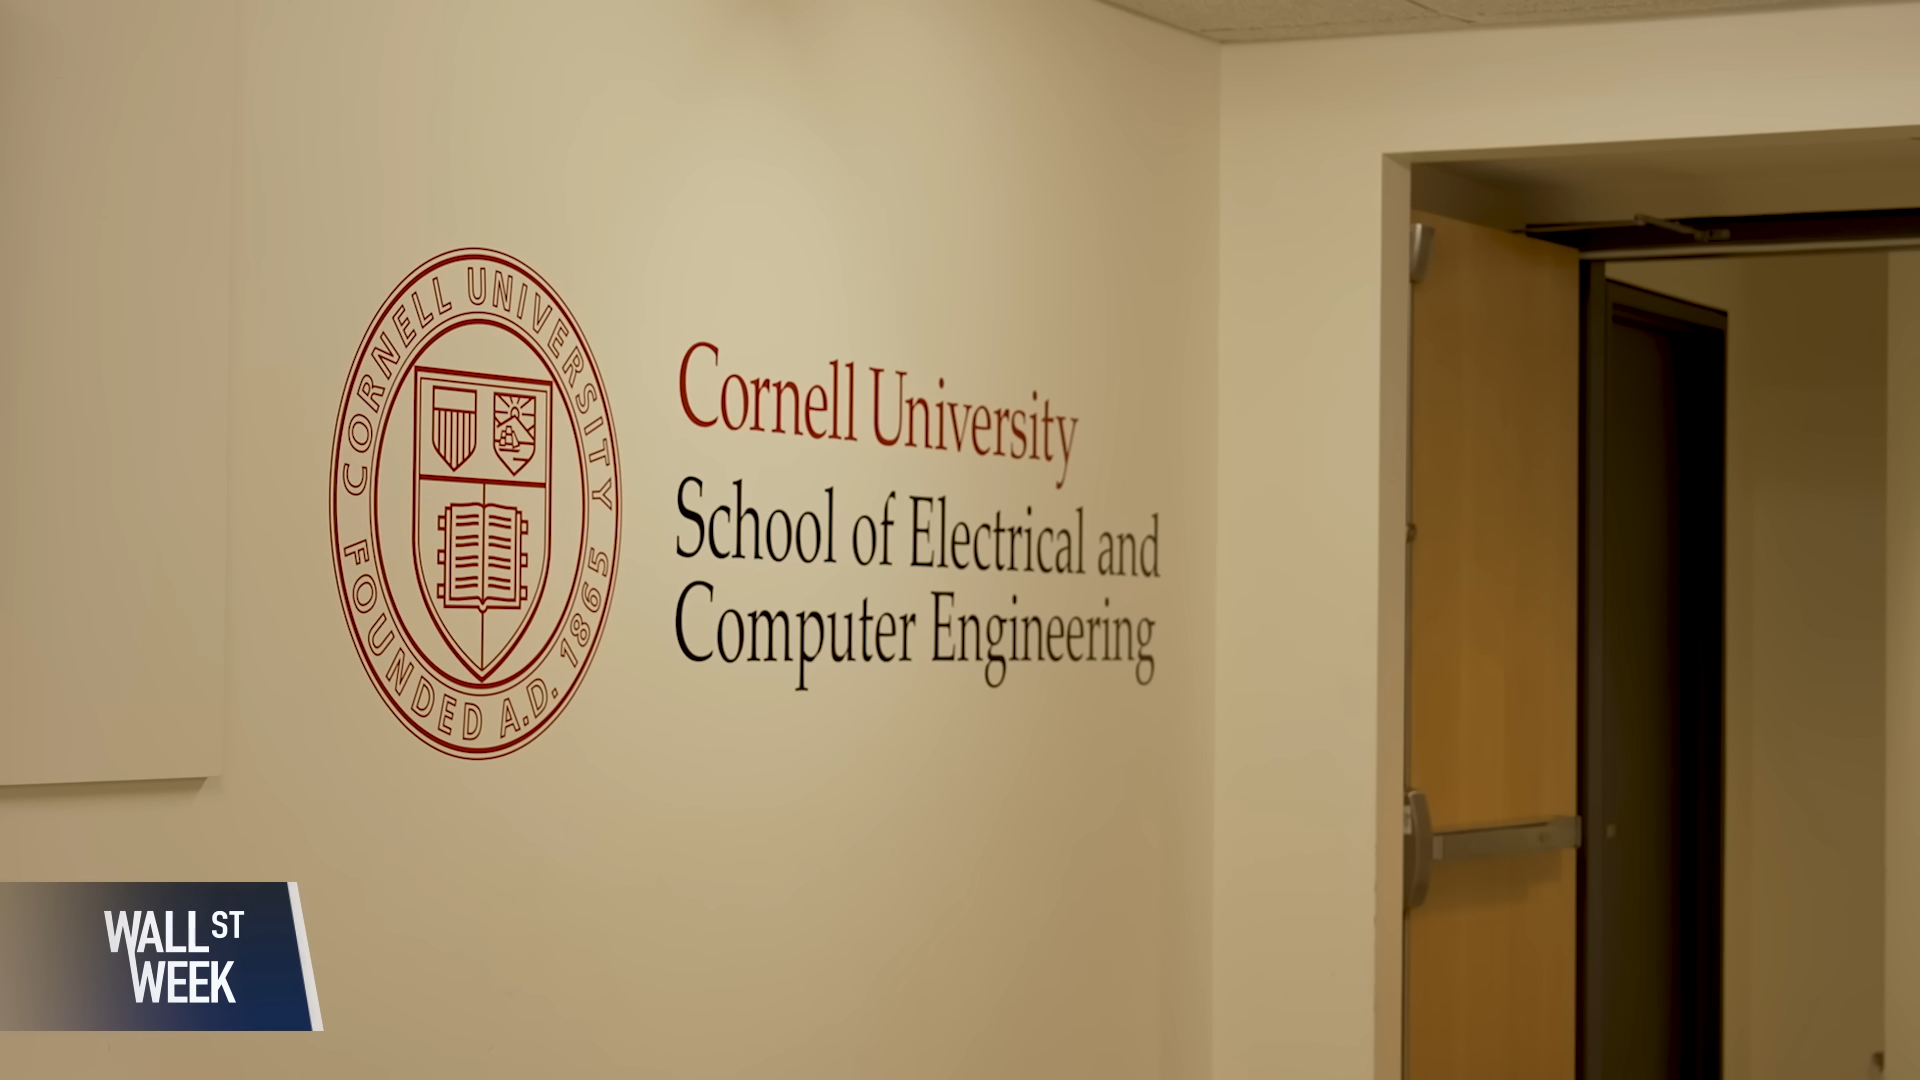 CORNELL UNIVERSITY
FOUNDED A.D. 1865
Cornell University
School of Electrical and
Computer Engineering
WALL ST
WEEK